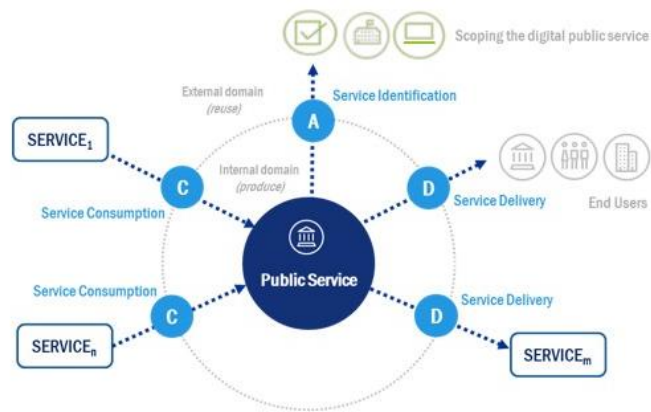 Scoping the digital public service
External domain
(reuse)
Service Identification
A
SERVICE1
Internal domain
(produce)
C
D
Service Consumption
Service Delivery
End Users
Public Service
Service Consumption
Service Delivery
C
D
SERVICEn
SERVICEm